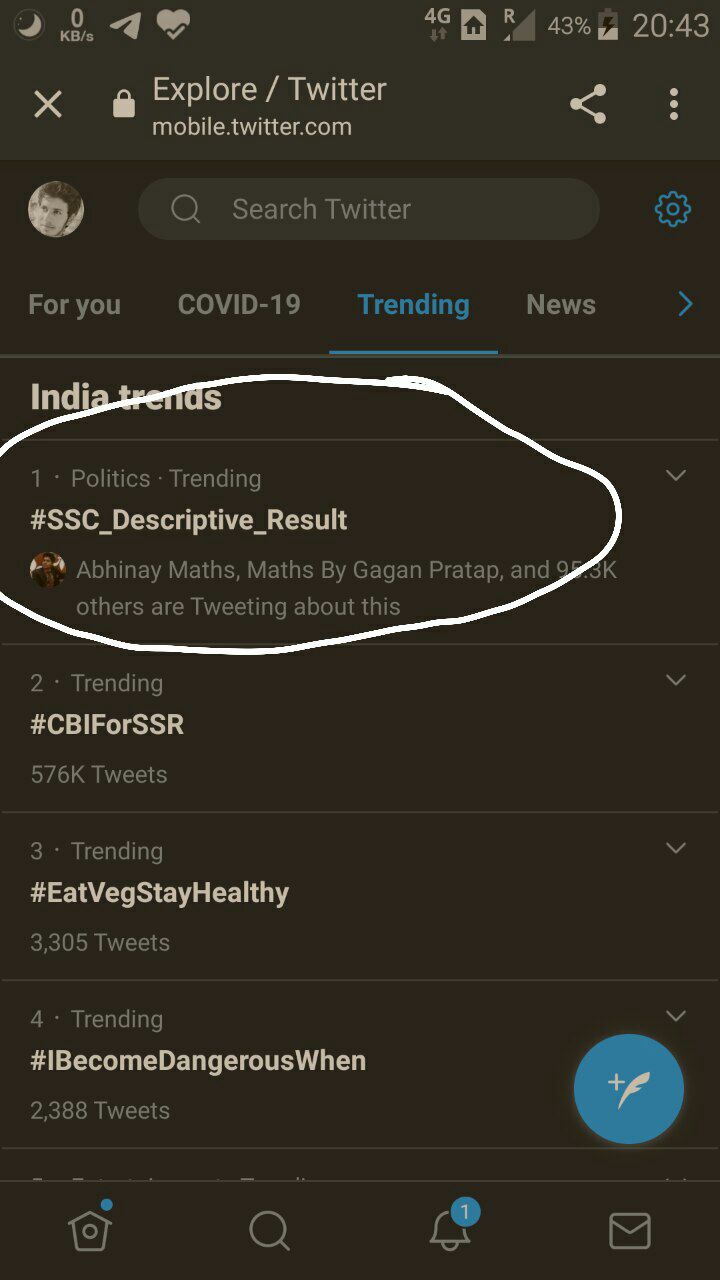 0
KB/s
4G
R
43%
20:43
Explore / Twitter
mobile.twitter.com
Search Twitter
For you
COVID-19
Trending
News
India trends
1 · Politics · Trending
#SSC_Descriptive_Result
Abhinay Maths, Maths By Gagan Pratap, and 95.3K
others are Tweeting about this
2 · Trending
#CBIForSSR
576K Tweets
3 · Trending
#EatVegStayHealthy
3,305 Tweets
4 · Trending
#IBecomeDangerousWhen
2,388 Tweets
1